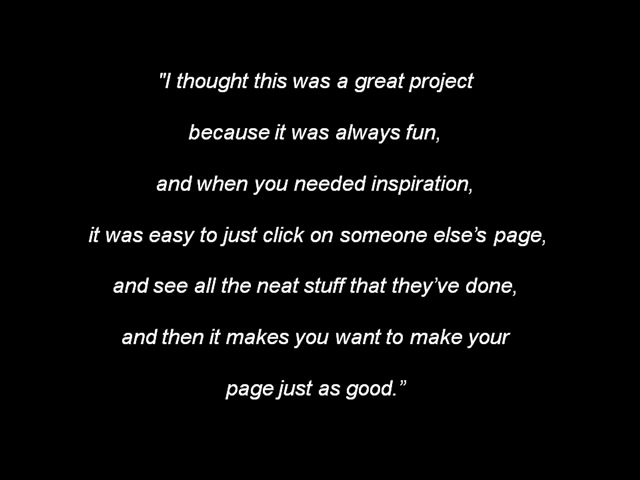 "I thought this was a great project
because it was always fun,
and when you needed inspiration,
it was easy to just click on someone else’s page,
and see all the neat stuff that they’ve done,
and then it makes you want to make your
page just as good.”